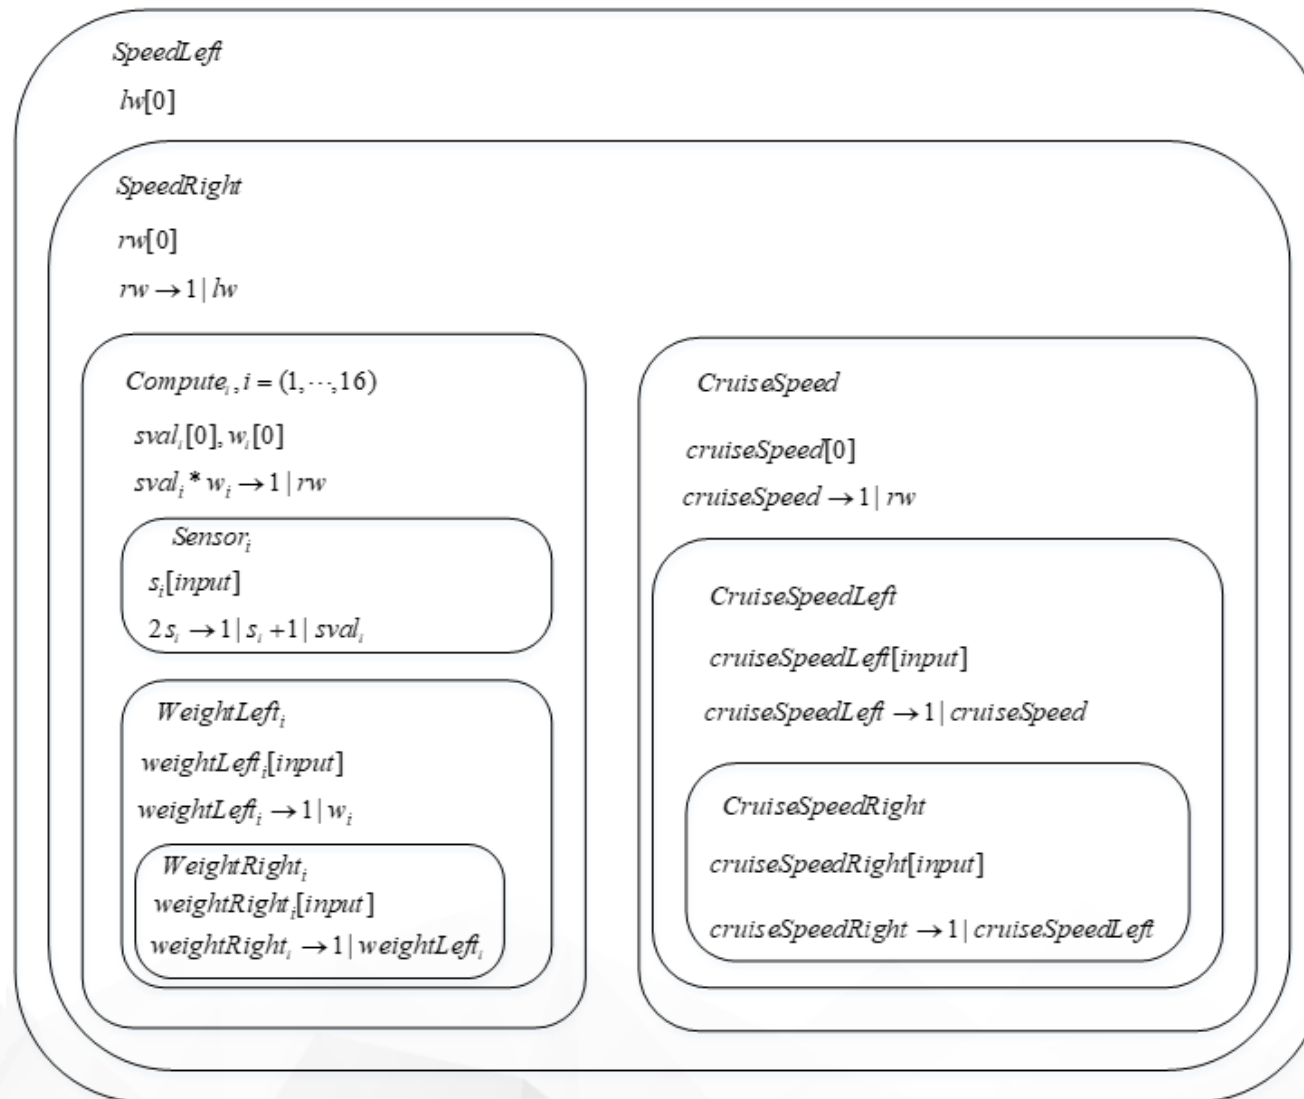 SpeedLeft
lw[0]
SpeedRight
rw[0]
rw → 1 | lw
Compute_i, i = (1, ⋯, 16)
sval_i[0], w_i[0]
sval_i * w_i → 1 | rw
Sensor_i
s_i[input]
2 s_i → 1 | s_i + 1 | sval_i
WeightLeft_i
weightLeft_i[input]
weightLeft_i → 1 | w_i
WeightRight_i
weightRight_i[input]
weightRight_i → 1 | weightLeft_i
CruiseSpeed
cruiseSpeed[0]
cruiseSpeed → 1 | rw
CruiseSpeedLeft
cruiseSpeedLeft[input]
cruiseSpeedLeft → 1 | cruiseSpeed
CruiseSpeedRight
cruiseSpeedRight[input]
cruiseSpeedRight → 1 | cruiseSpeedLeft